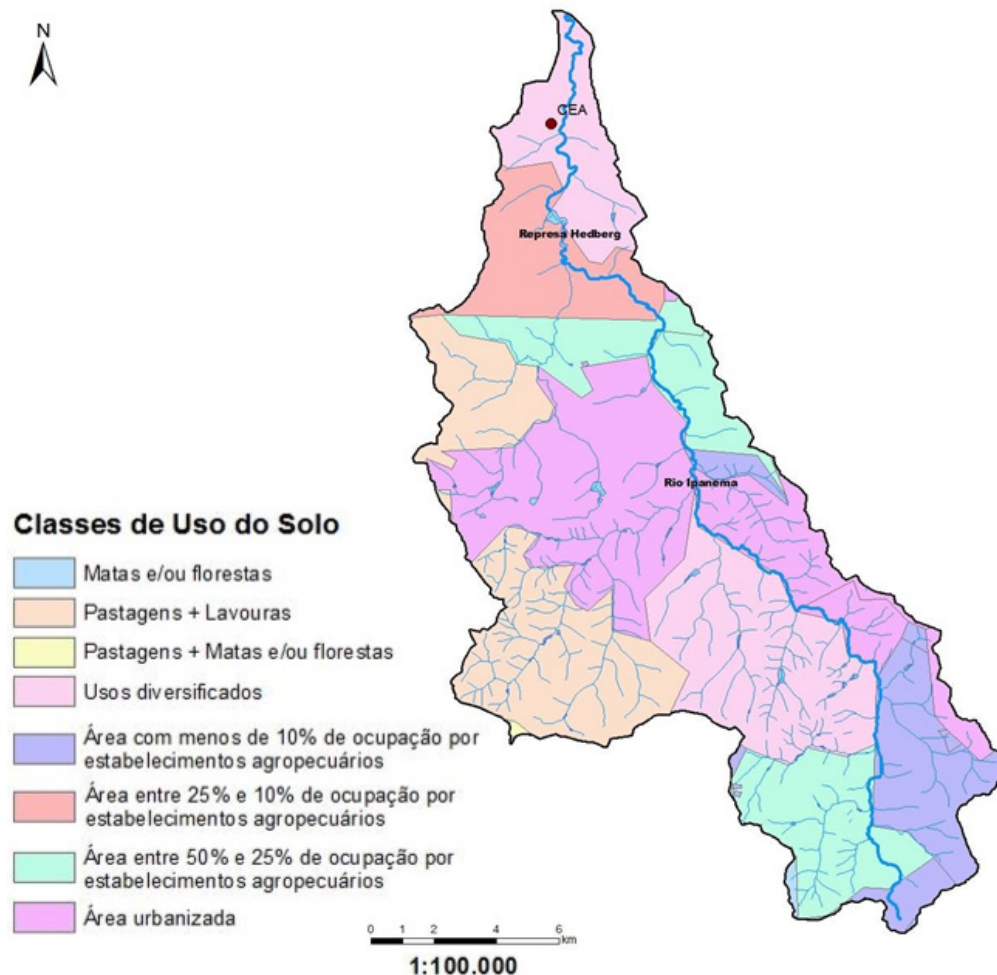 N
CEA
Represa Hedberg
Rio Ipanema
Classes de Uso do Solo
Matas e/ou florestas
Pastagens + Lavouras
Pastagens + Matas e/ou florestas
Usos diversificados
Área com menos de 10% de ocupação por
estabelecimentos agropecuários
Área entre 25% e 10% de ocupação por
estabelecimentos agropecuários
Área entre 50% e 25% de ocupação por
estabelecimentos agropecuários
Área urbanizada
0 1 2 4 6
km
1:100.000